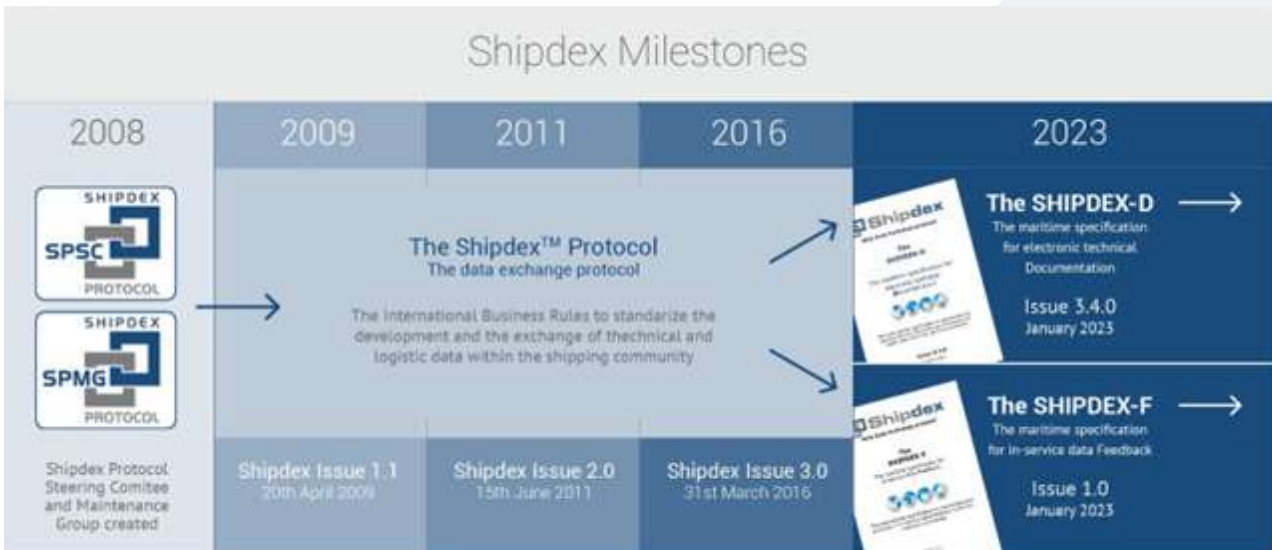 Shipdex Milestones
2008
2009
2011
2016
2023
SHIPDEX
SPSC
PROTOCOL
SHIPDEX
SPMG
PROTOCOL
Shipdex Protocol
Steering Comitee
and Maintenance
Group created
The Shipdex™ Protocol
The data exchange protocol
The International Business Rules to standarize the
development and the exchange of thechnical and
logistic data within the shipping community
Shipdex Issue 1.1
20th April 2009
Shipdex Issue 2.0
15th June 2011
Shipdex Issue 3.0
31st March 2016
Shipdex
The
SHIPDEX-D
The SHIPDEX-D
The maritime specification
for electronic technical
Documentation
Issue 3.4.0
January 2023
Shipdex
The
SHIPDEX-F
The SHIPDEX-F
The maritime specification
for in-service data Feedback
Issue 1.0
January 2023